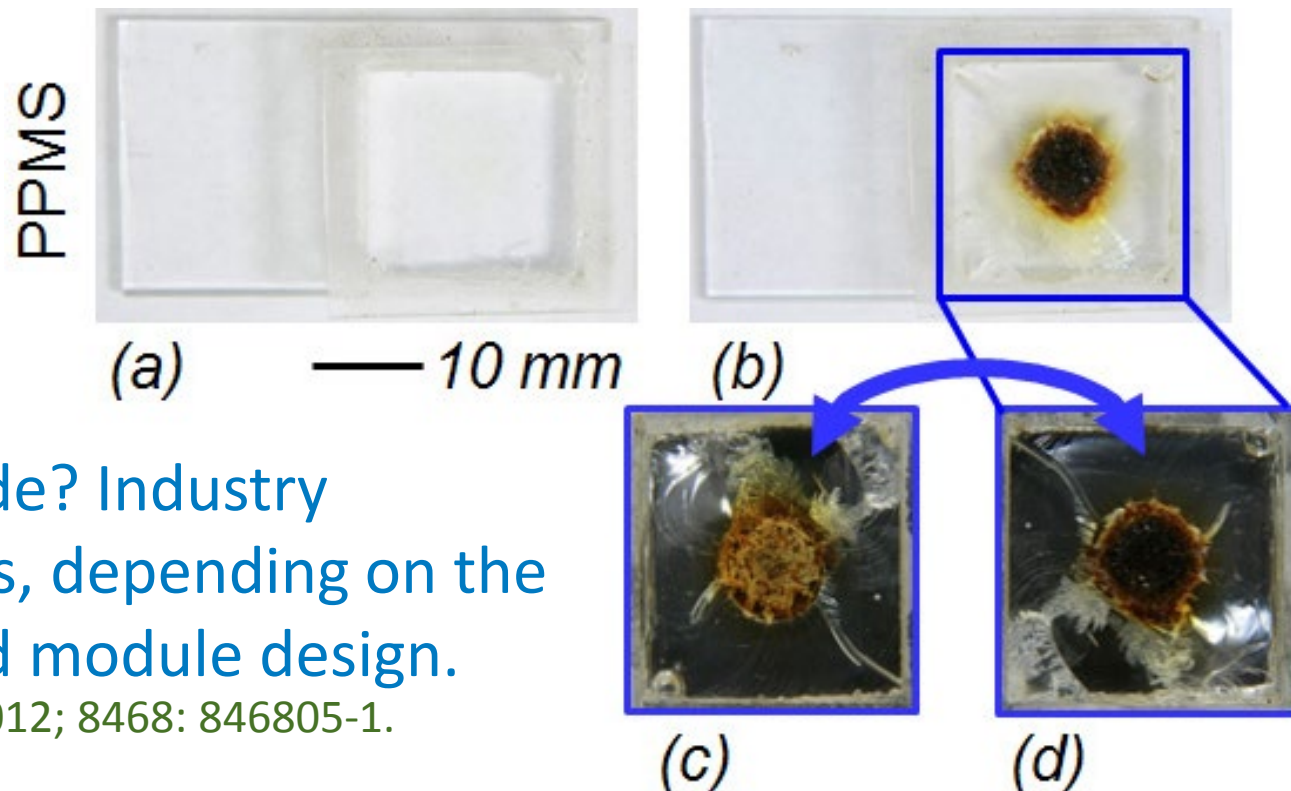 PPMS
(a)
10 mm
(b)
de? Industry
s, depending on the
d module design.
012; 8468: 846805-1.
(c)
(d)